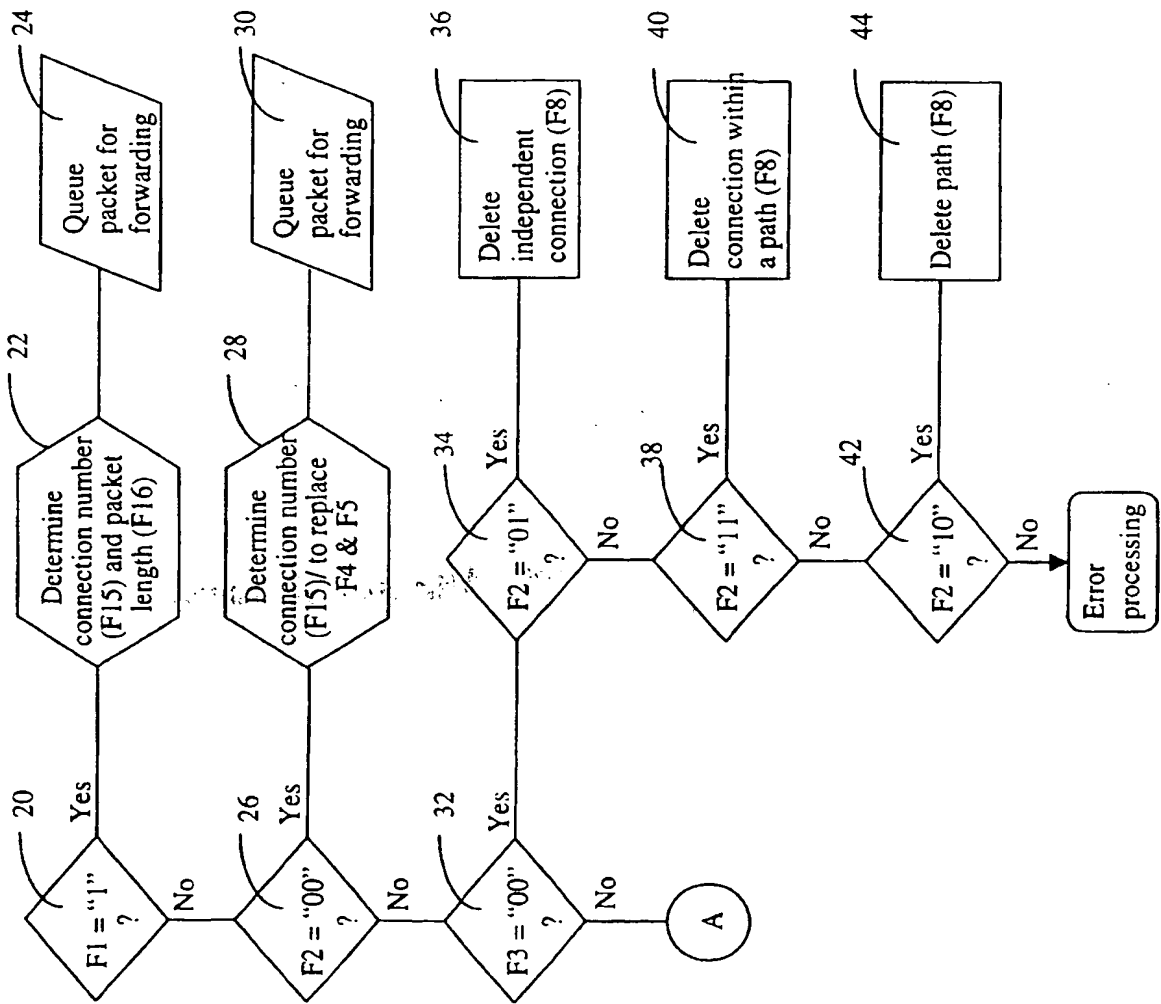 20
F1 = "1"
?
Yes
No
22
Determine
connection number
(F15) and packet
length (F16)
24
Queue
packet for
forwarding
26
F2 = "00"
?
Yes
No
28
Determine
connection number
(F15)/ to replace
F4 & F5
30
Queue
packet for
forwarding
32
F3 = "00"
?
Yes
No
A
34
F2 = "01"
?
Yes
No
36
Delete
independent
connection (F8)
38
F2 = "11"
?
Yes
No
40
Delete
connection within
a path (F8)
42
F2 = "10"
?
Yes
No
44
Delete path (F8)
Error
processing